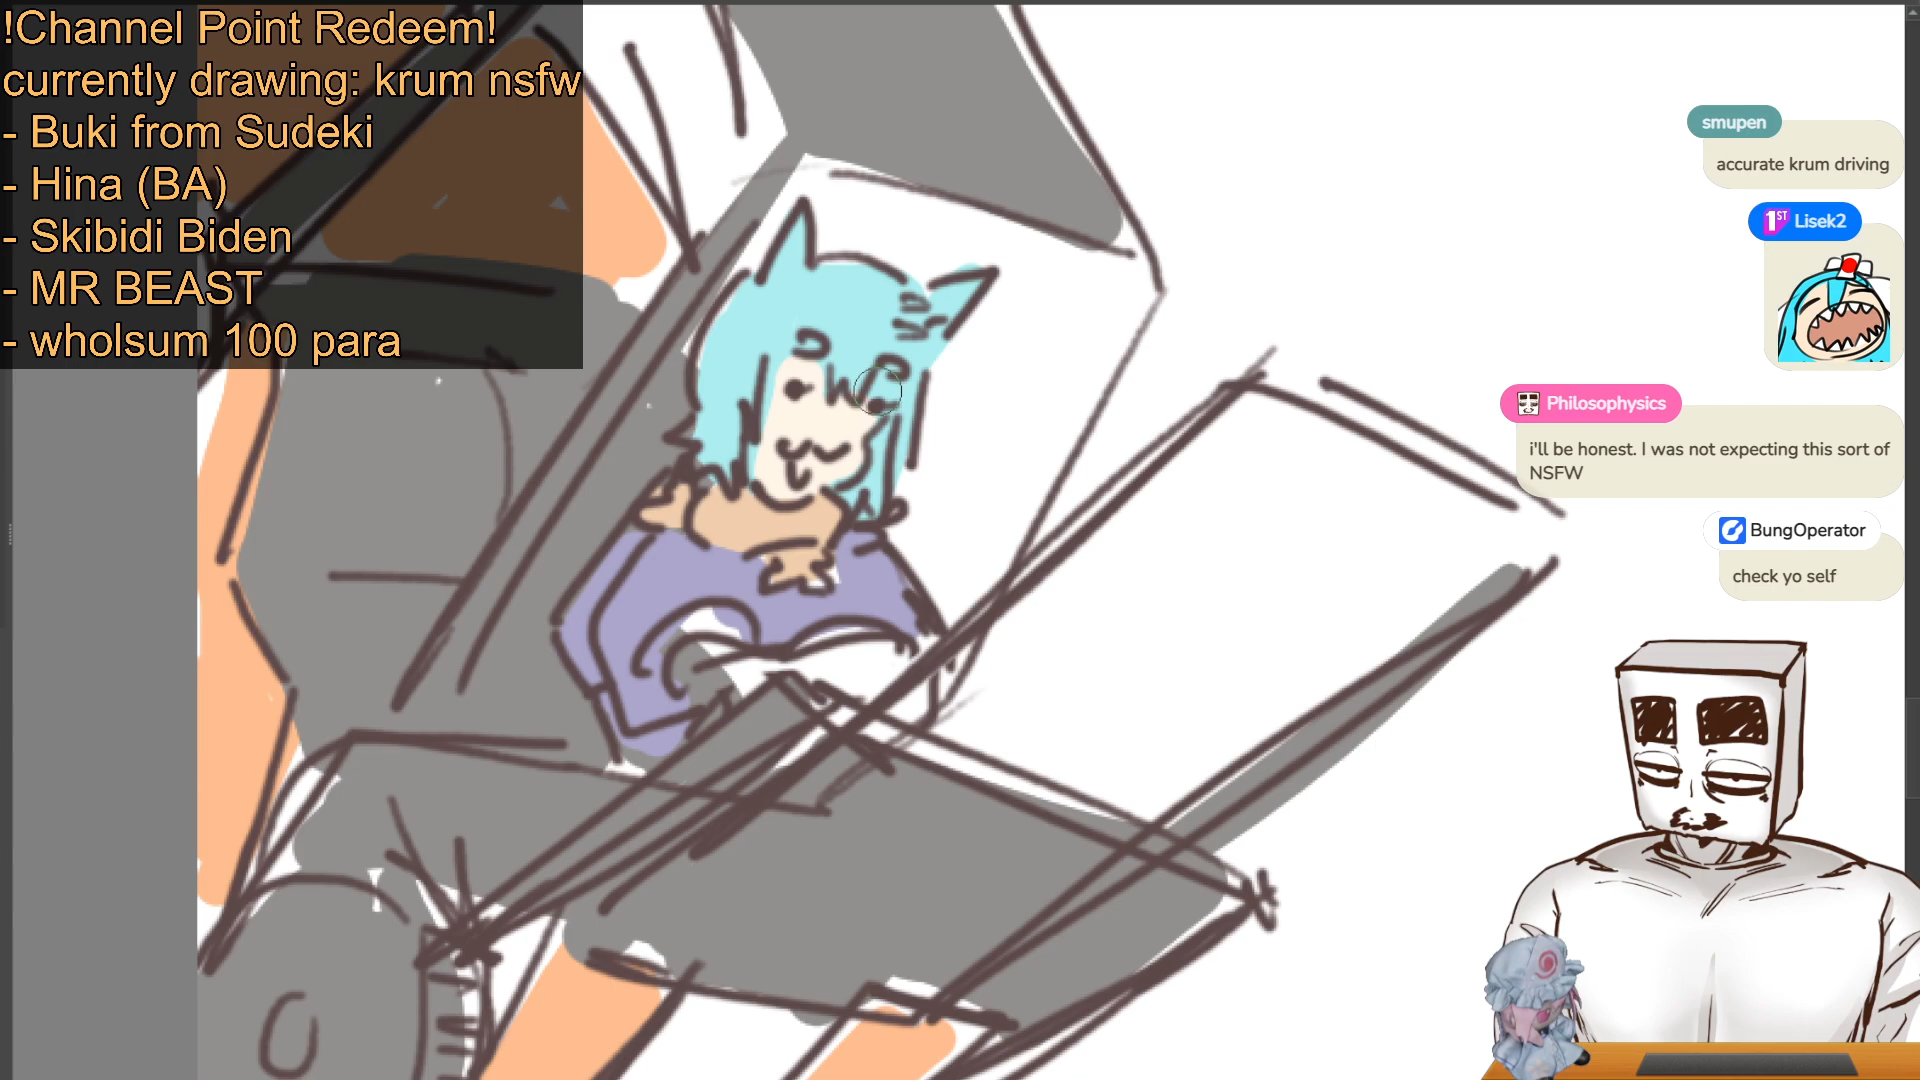 !Channel Point Redeem!
currently drawing: krum nsfw
- Buki from Sudeki
- Hina (BA)
- Skibidi Biden
- MR BEAST
- wholsum 100 para
smupen
accurate krum driving
1ST Lisek2
Philosophysics
i'll be honest. I was not expecting this sort of
NSFW
BungOperator
check yo self